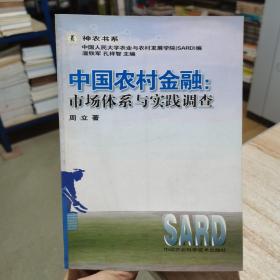 神农书系
中国人民大学农业与农村发展学院(SARD)编
温铁军 孔祥智 主编
中国农村金融:
市场体系与实践调查
周 立 著
SARD
中国农业科学技术出版社